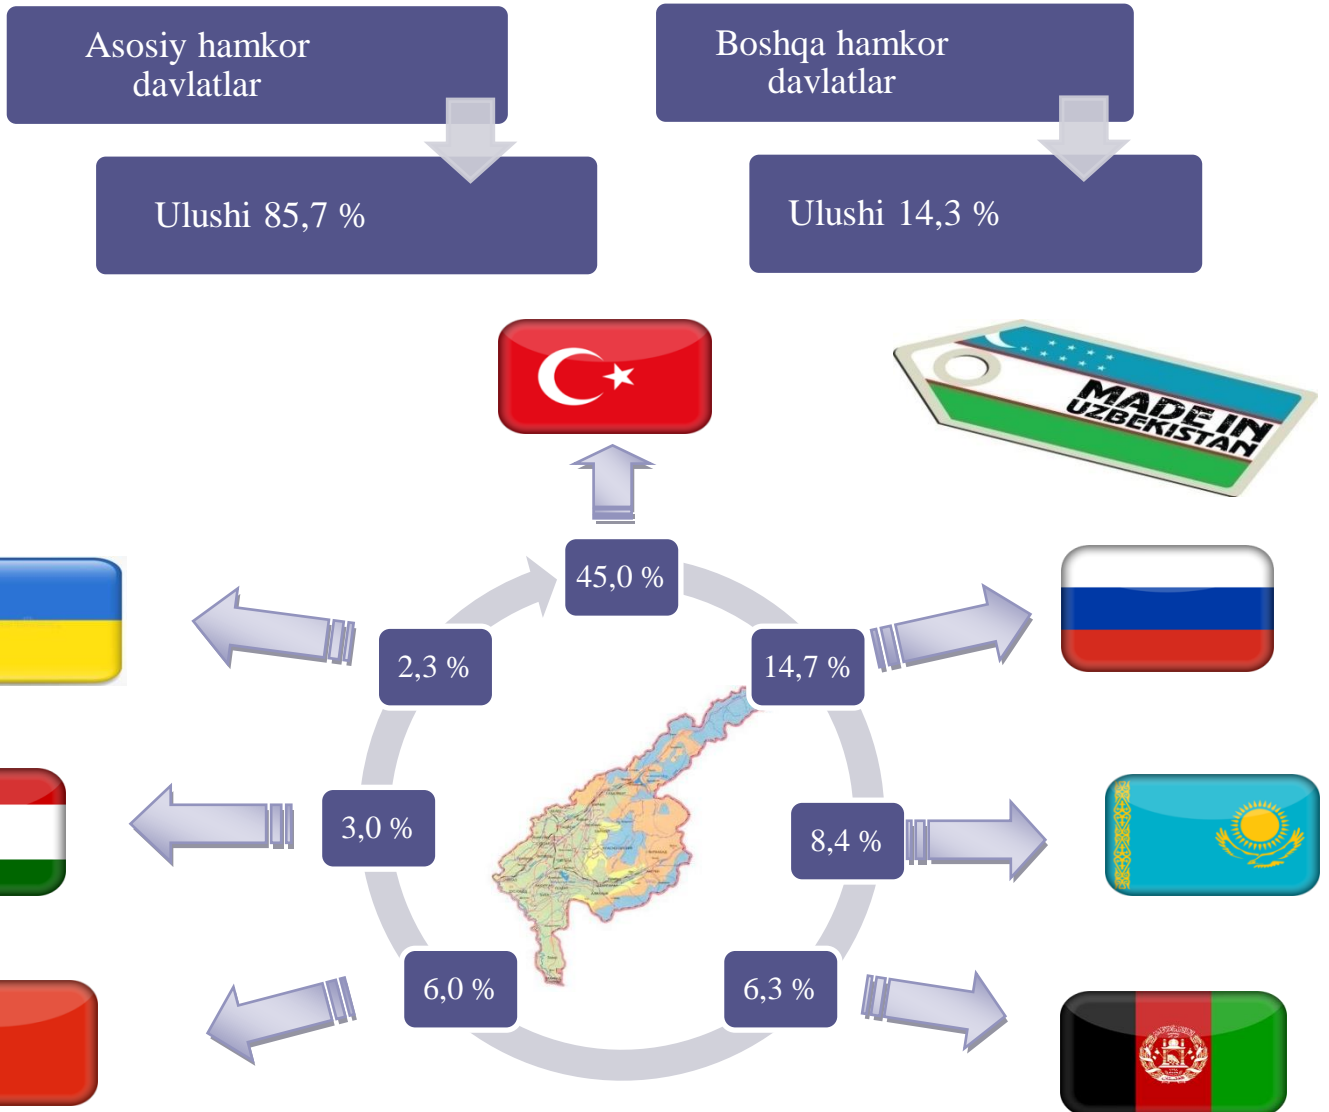 Asosiy hamkor
davlatlar
Boshqa hamkor
davlatlar
Ulushi 85,7 %
Ulushi 14,3 %
MADE IN
UZBEKISTAN
45,0 %
2,3 %
14,7 %
3,0 %
8,4 %
6,0 %
6,3 %